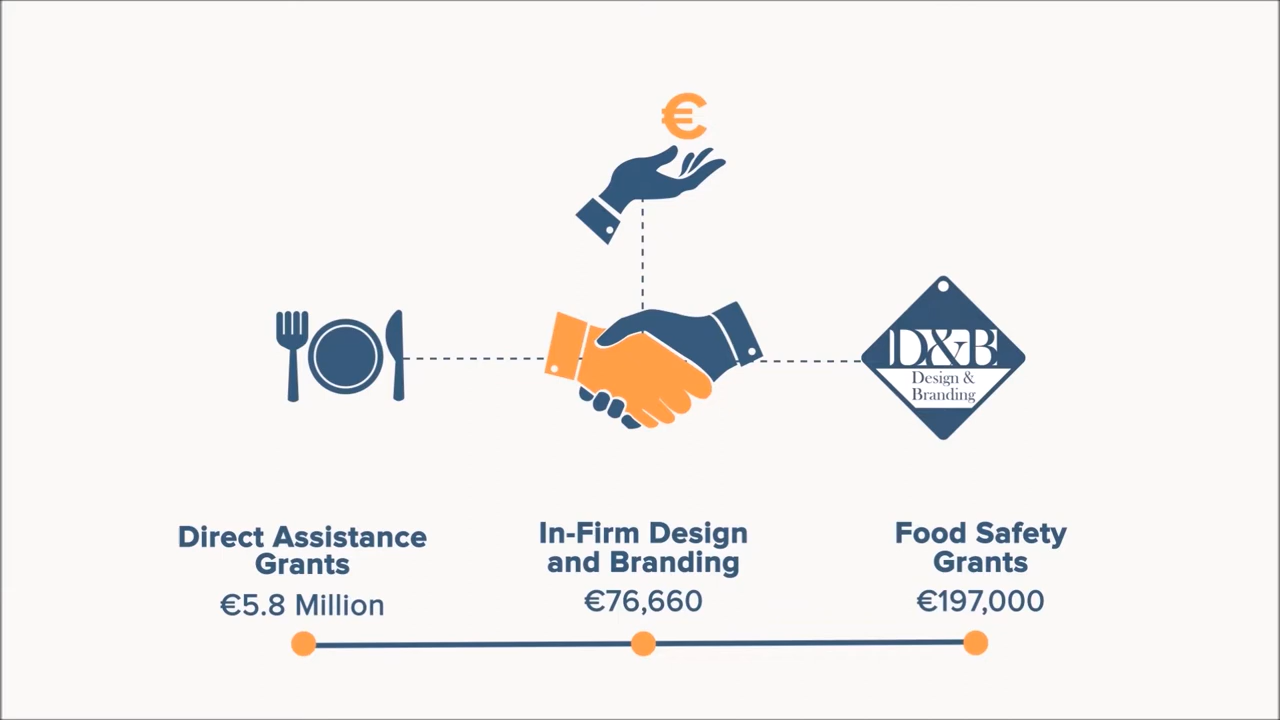 €
D&B
Design &
Branding
Direct Assistance
Grants
€5.8 Million
In-Firm Design
and Branding
€76,660
Food Safety
Grants
€197,000